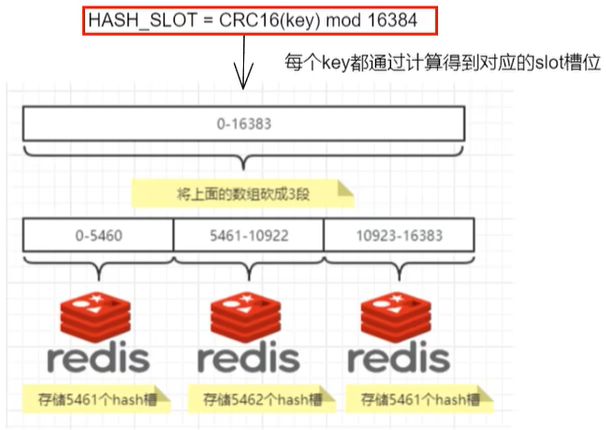 HASH_SLOT = CRC16(key) mod 16384
每个key都通过计算得到对应的slot槽位
0-16383
将上面的数组砍成3段
0-5460 5461-10922 10923-16383
redis redis redis
存储5461个hash槽 存储5462个hash槽 存储5461个hash槽